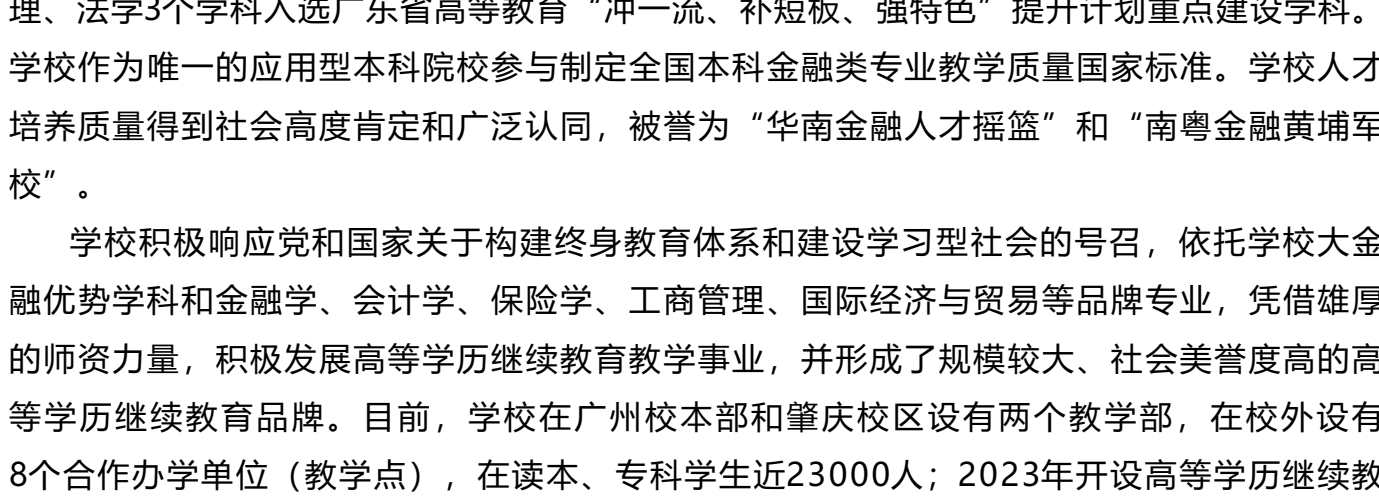 理、法学3个学科入选广东省高等教育“冲一流、补短板、强特色”提升计划重点建设学科。
学校作为唯一的应用型本科院校参与制定全国本科金融类专业教学质量国家标准。学校人才
培养质量得到社会高度肯定和广泛认同，被誉为“华南金融人才摇篮”和“南粤金融黄埔军
校”。
学校积极响应党和国家关于构建终身教育体系和建设学习型社会的号召，依托学校大金
融优势学科和金融学、会计学、保险学、工商管理、国际经济与贸易等品牌专业，凭借雄厚
的师资力量，积极发展高等学历继续教育教学事业，并形成了规模较大、社会美誉度高的高
等学历继续教育品牌。目前，学校在广州校本部和肇庆校区设有两个教学部，在校外设有
8个合作办学单位（教学点），在读本、专科学生近23000人；2023年开设高等学历继续教